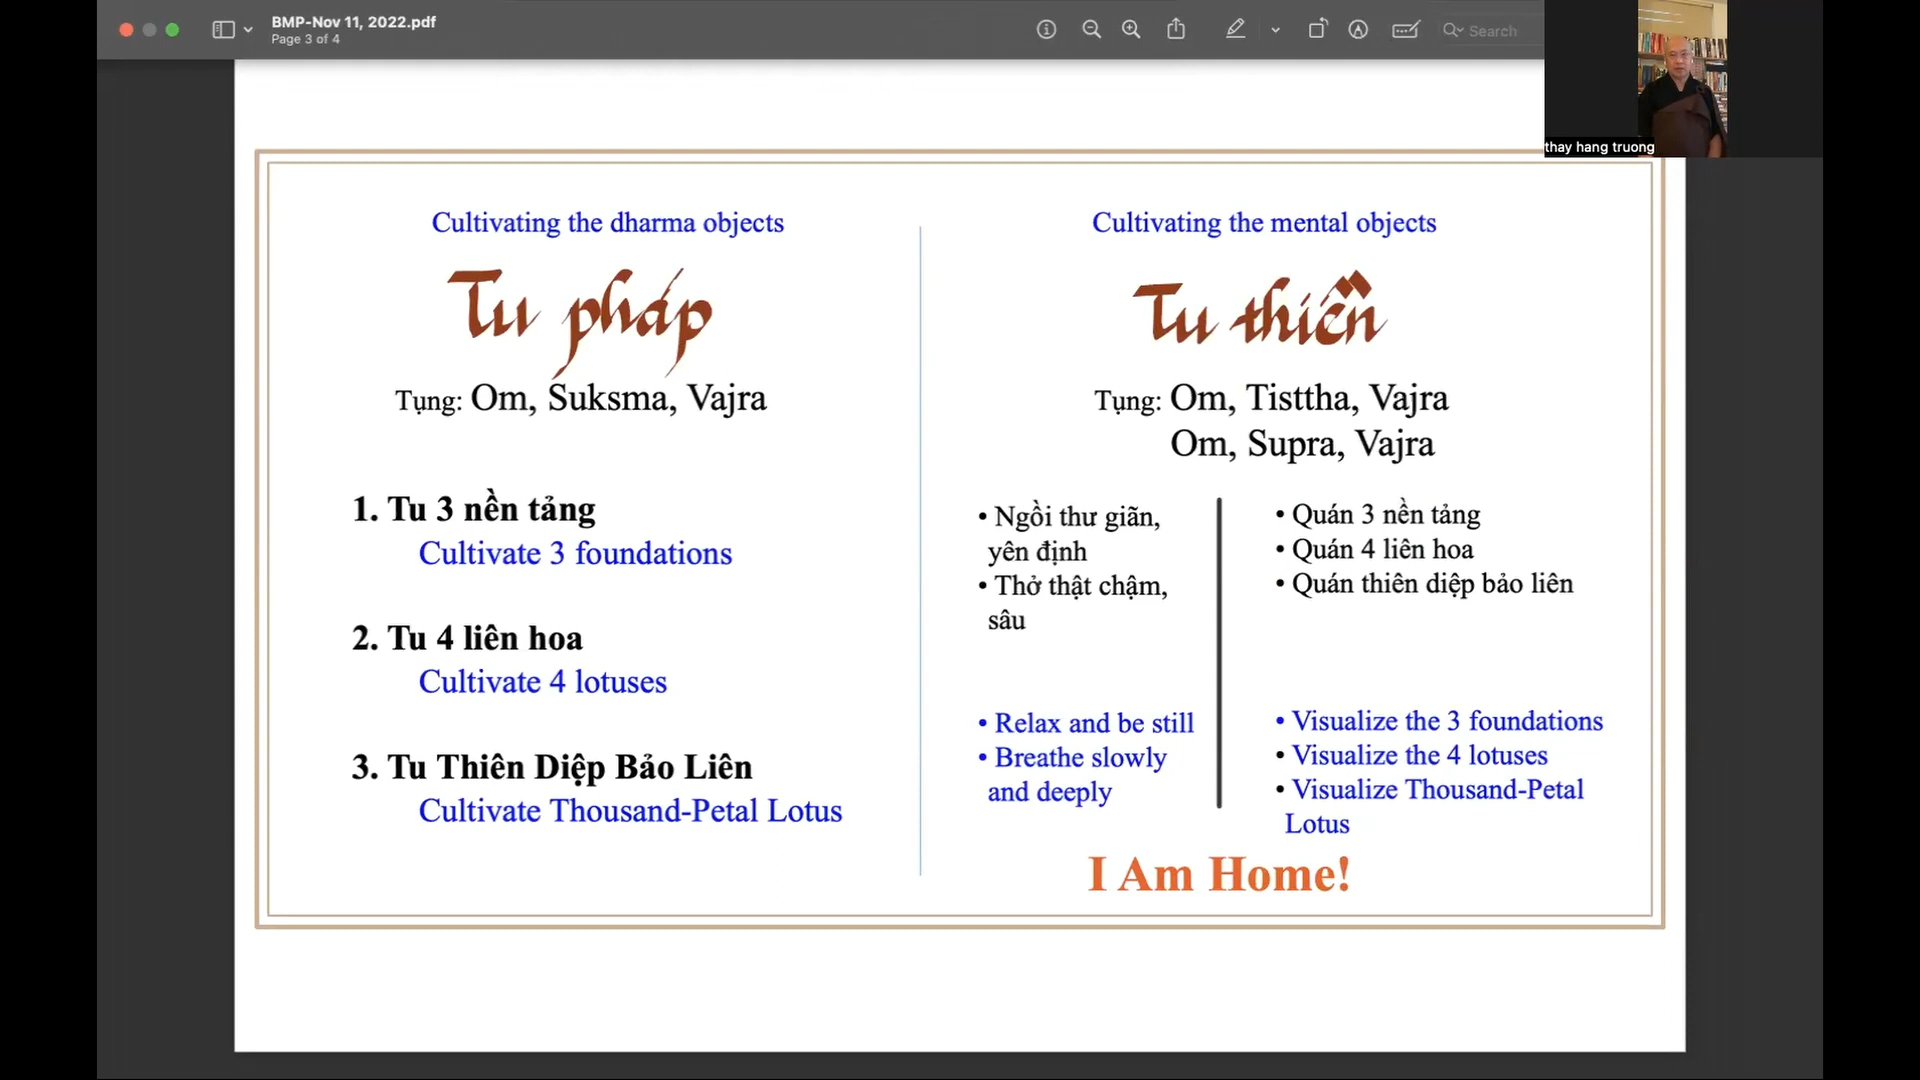 BMP-Nov 11, 2022.pdf
Page 3 of 4
Search
thay hang truong
Cultivating the dharma objects
Tu pháp
Tụng: Om, Suksma, Vajra
1. Tu 3 nền tảng
Cultivate 3 foundations
2. Tu 4 liên hoa
Cultivate 4 lotuses
3. Tu Thiên Diệp Bảo Liên
Cultivate Thousand-Petal Lotus
Cultivating the mental objects
Tu thiền
Tụng: Om, Tisttha, Vajra
Om, Supra, Vajra
• Ngồi thư giãn,
yên định
• Thở thật chậm,
sâu
• Relax and be still
• Breathe slowly
and deeply
• Quán 3 nền tảng
• Quán 4 liên hoa
• Quán thiên diệp bảo liên
• Visualize the 3 foundations
• Visualize the 4 lotuses
• Visualize Thousand-Petal
Lotus
I Am Home!